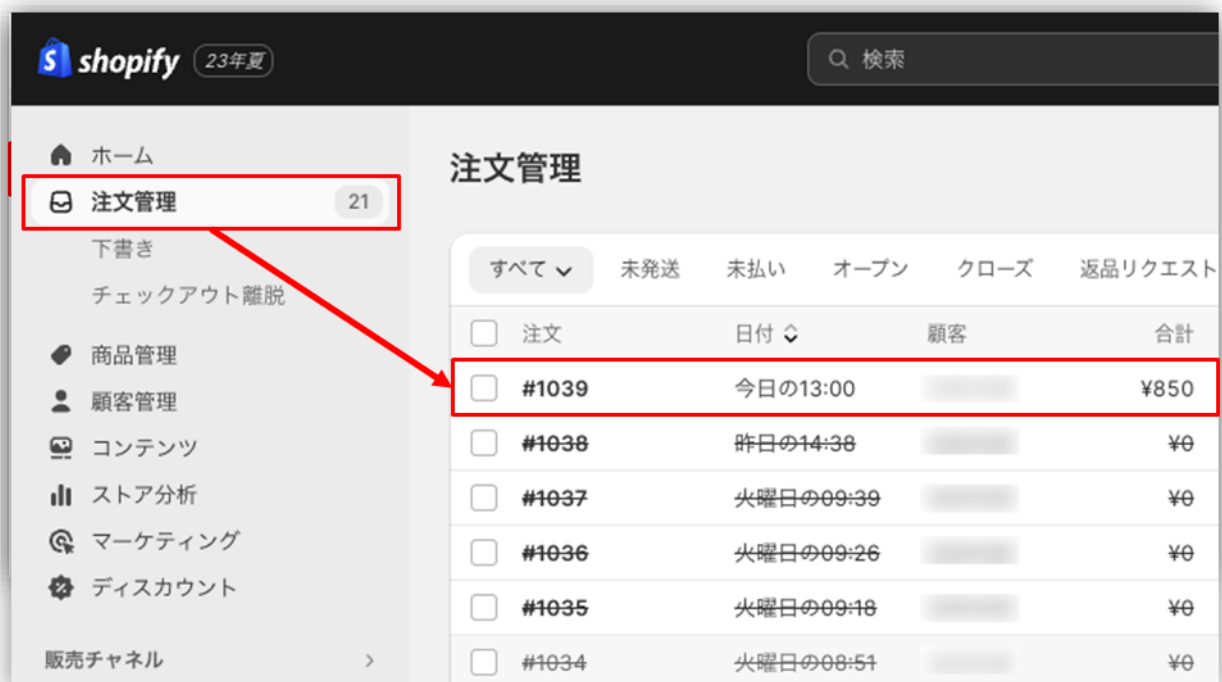 shopify 23年夏 検索
ホーム
注文管理 21
下書き
チェックアウト離脱
商品管理
顧客管理
コンテンツ
ストア分析
マーケティング
ディスカウント
販売チャネル
注文管理
すべて 未発送 未払い オープン クローズ 返品リクエスト
注文 日付 顧客 合計
#1039 今日の13:00 ¥850
#1038 昨日の14:38 ¥0
#1037 火曜日の09:39 ¥0
#1036 火曜日の09:26 ¥0
#1035 火曜日の09:18 ¥0
#1034 火曜日の08:51 ¥0